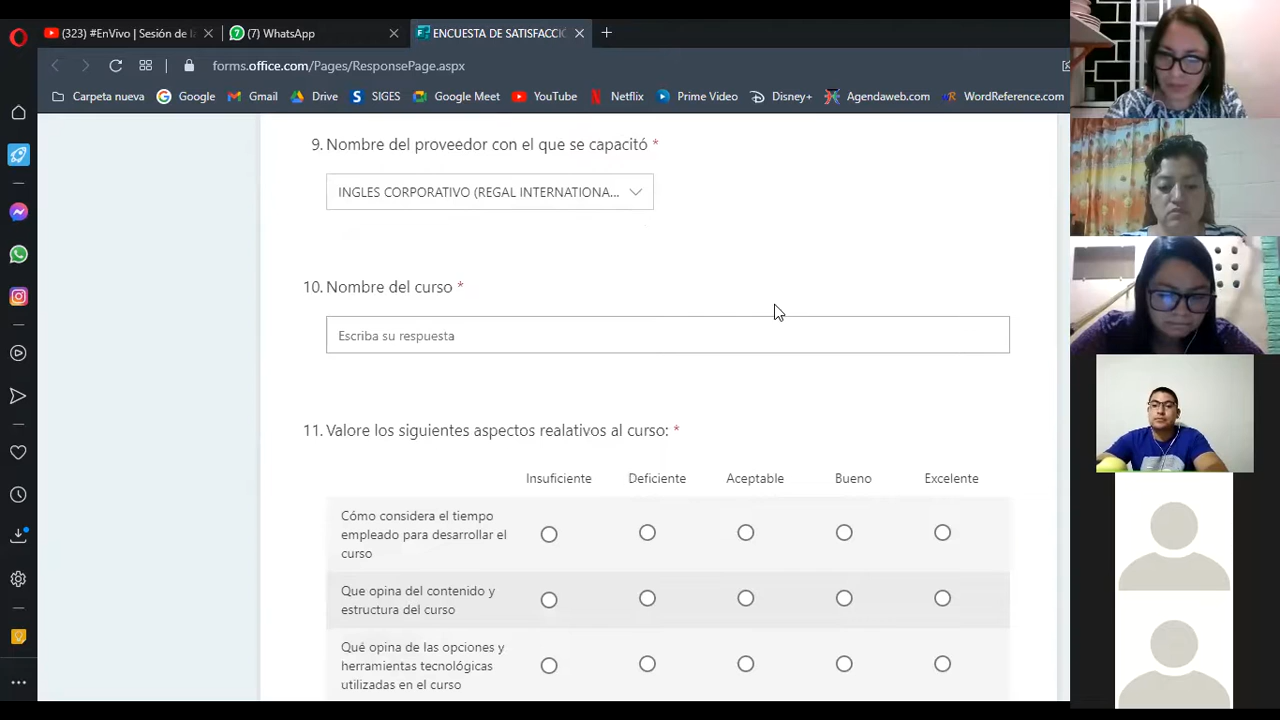 (323) #EnVivo | Sesión de la
(7) WhatsApp
ENCUESTA DE SATISFACCIÓ
forms.office.com/Pages/ResponsePage.aspx
Carpeta nueva
Google
Gmail
Drive
SIGES
Google Meet
YouTube
Netflix
Prime Video
Disney+
Agendaweb.com
WordReference.com
9. Nombre del proveedor con el que se capacitó *
INGLES CORPORATIVO (REGAL INTERNATIONA...
10. Nombre del curso *
Escriba su respuesta
11. Valore los siguientes aspectos realativos al curso: *
Insuficiente Deficiente Aceptable Bueno Excelente
Cómo considera el tiempo
empleado para desarrollar el
curso
Que opina del contenido y
estructura del curso
Qué opina de las opciones y
herramientas tecnológicas
utilizadas en el curso